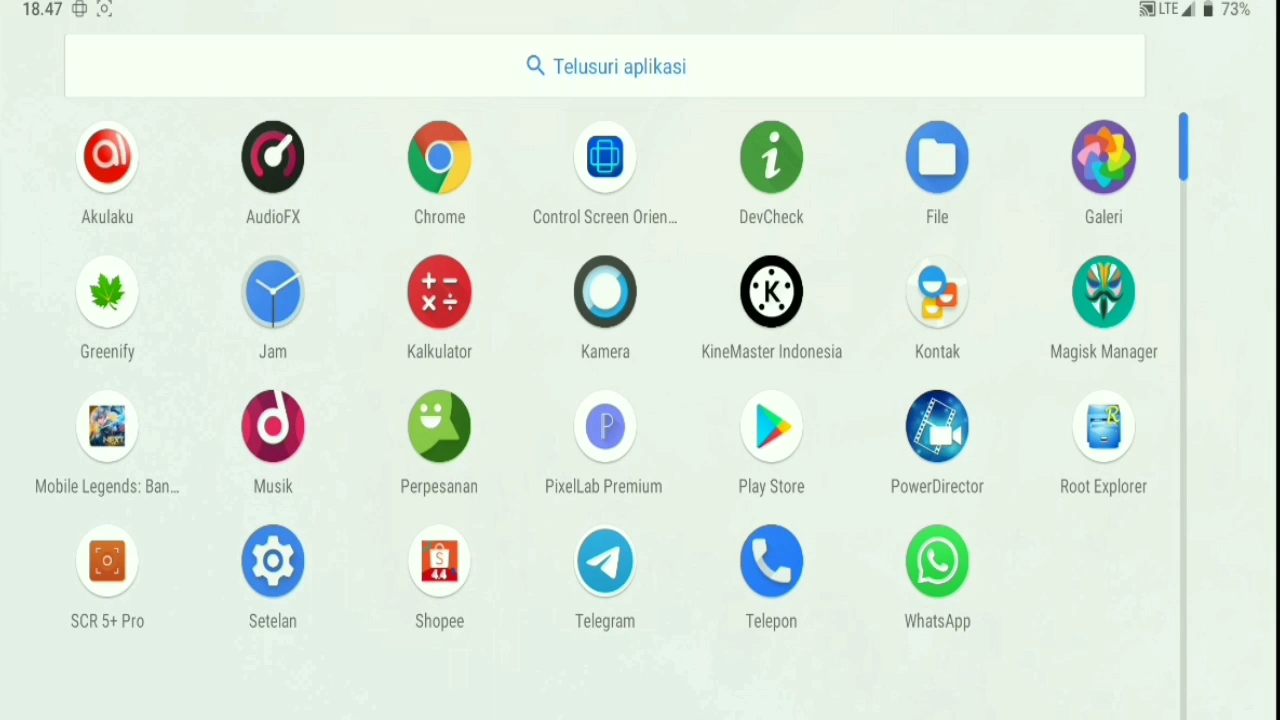 18.47
LTE 73%
Telusuri aplikasi
Akulaku AudioFX Chrome Control Screen Orien... DevCheck File Galeri
Greenify Jam Kalkulator Kamera KineMaster Indonesia Kontak Magisk Manager
Mobile Legends: Ban... Musik Perpesanan PixelLab Premium Play Store PowerDirector Root Explorer
SCR 5+ Pro Setelan Shopee Telegram Telepon WhatsApp